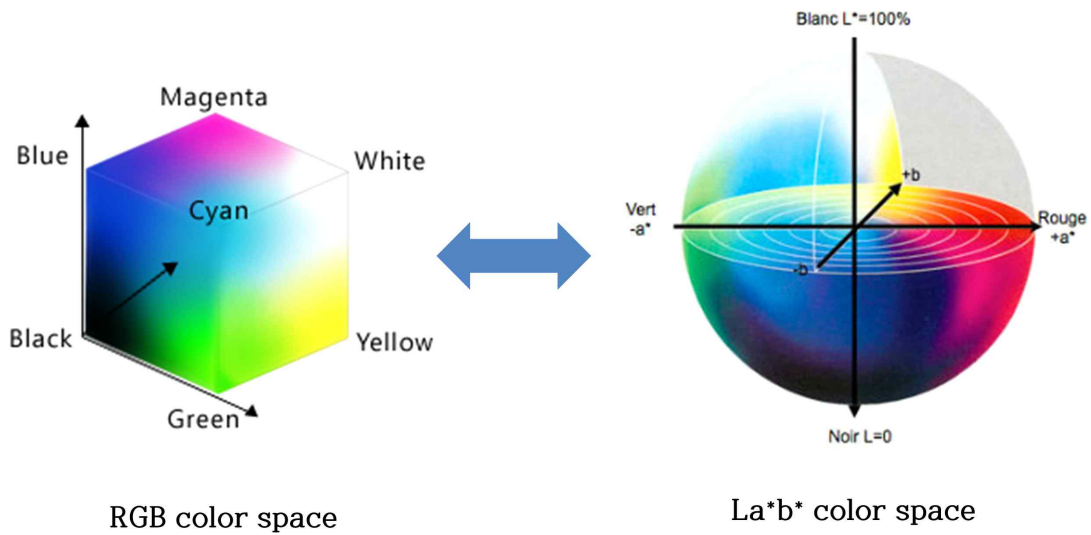 Magenta
Blue
White
Cyan
Black
Yellow
Green
RGB color space
Blanc L*=100%
+b
Vert
-a*
Rouge
+a*
-b
Noir L=0
La*b* color space